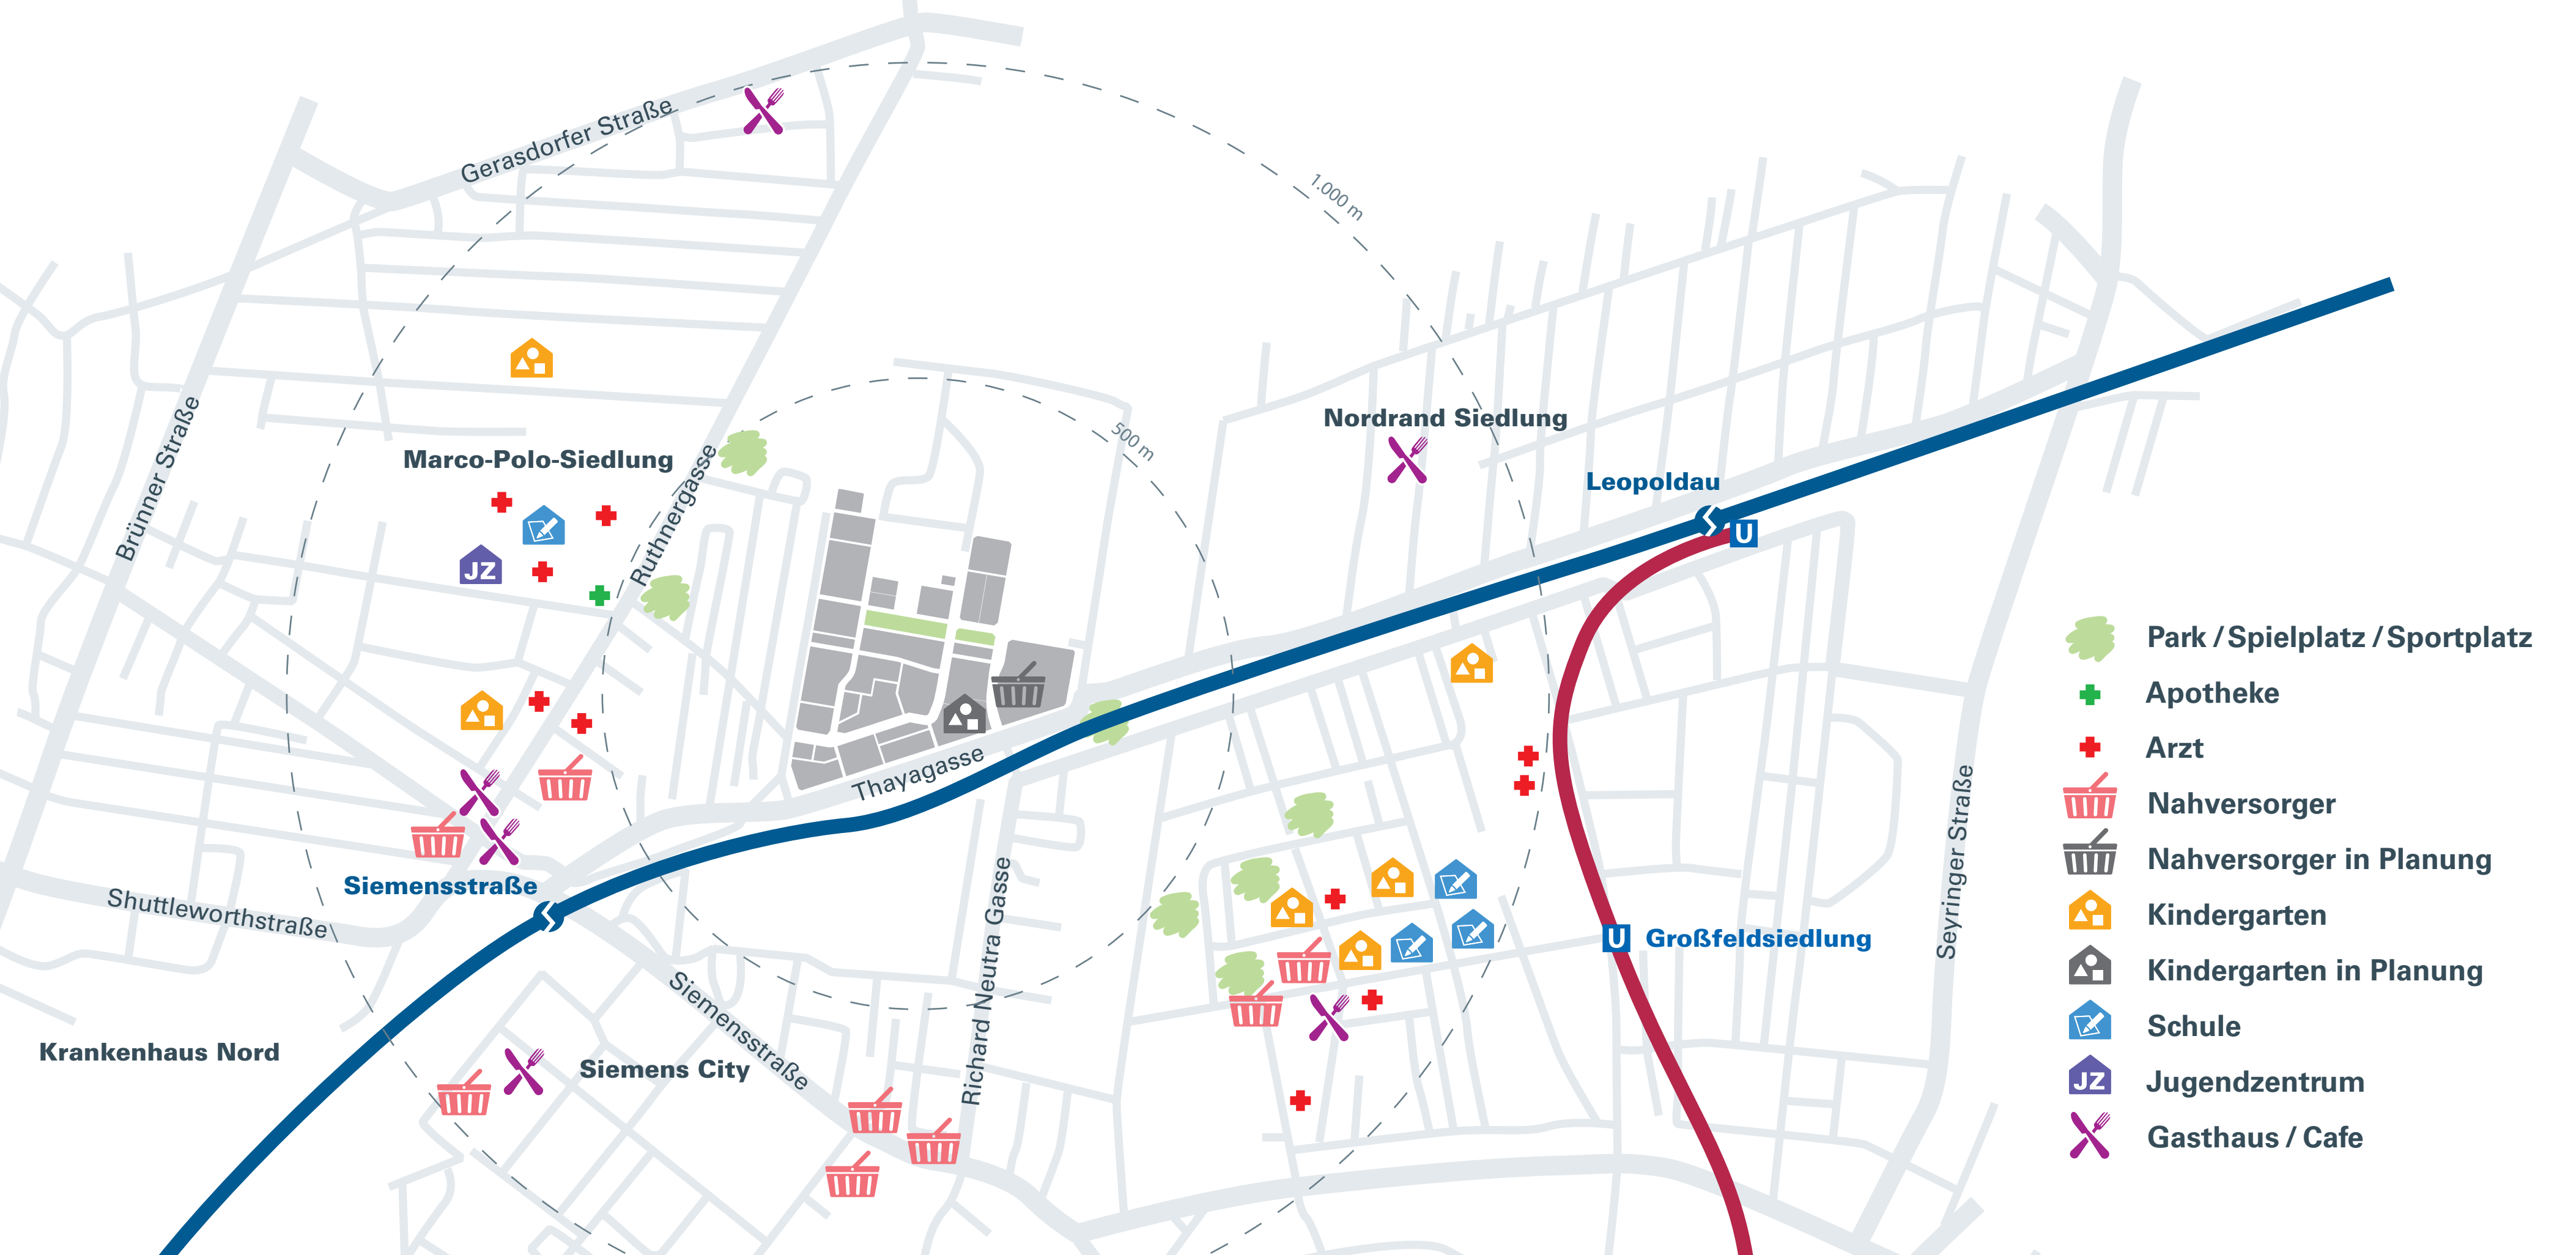 Gerasdorfer Straße
1.000 m
Brünner Straße
Marco-Polo-Siedlung
Ruthnergasse
500 m
Nordrand Siedlung
Leopoldau
U
JZ
Thayagasse
Siemensstraße
Shuttleworthstraße
Siemensstraße
Richard Neutra Gasse
Krankenhaus Nord
Siemens City
U Großfeldsiedlung
Seyringer Straße
Park / Spielplatz / Sportplatz
Apotheke
Arzt
Nahversorger
Nahversorger in Planung
Kindergarten
Kindergarten in Planung
Schule
JZ Jugendzentrum
Gasthaus / Cafe